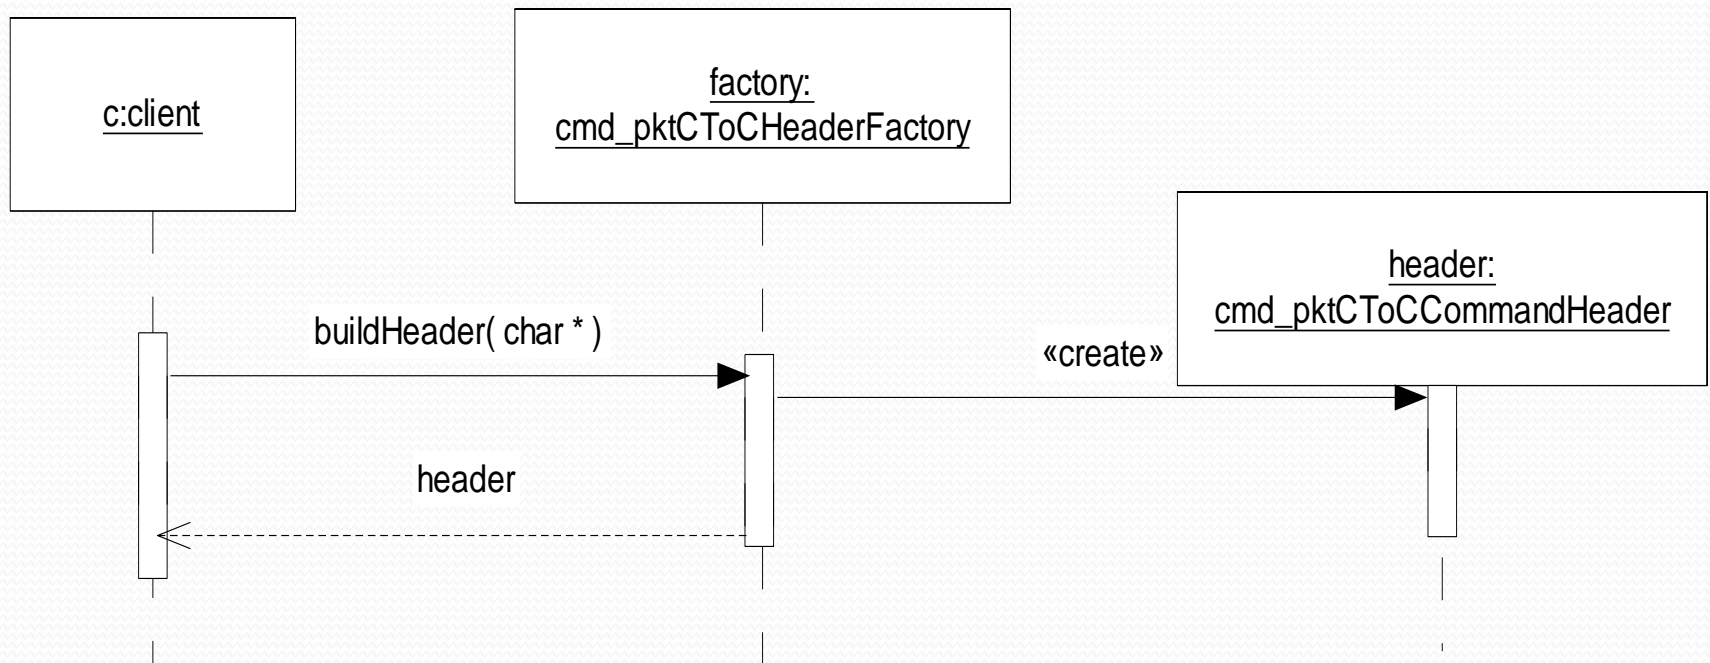 c:client
factory:
cmd_pktCToCHeaderFactory
header:
cmd_pktCToCCommandHeader
buildHeader( char * )
«create»
header